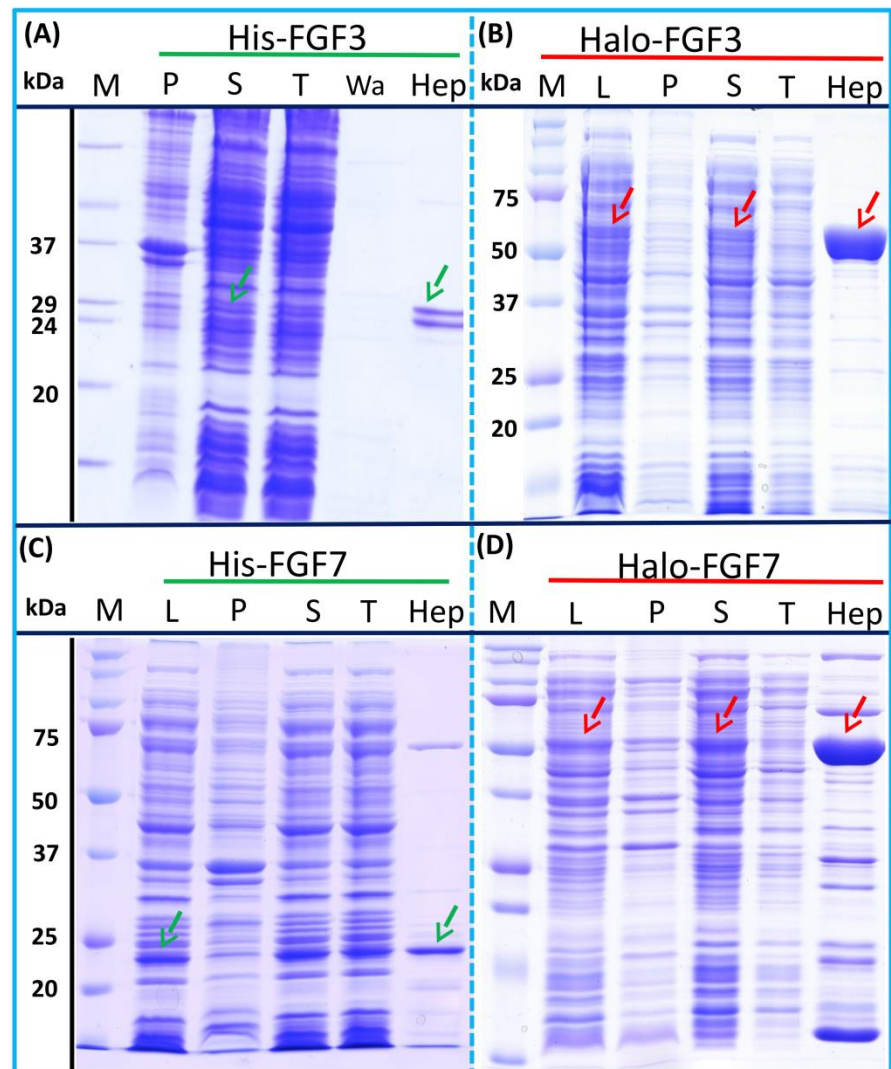 (A)
His-FGF3
kDa M P S T Wa Hep
37
29
24
20
(B)
Halo-FGF3
M L P S T Hep
75
50
37
25
20
(C)
His-FGF7
kDa M L P S T Hep
75
50
37
25
20
(D)
Halo-FGF7
M L P S T Hep